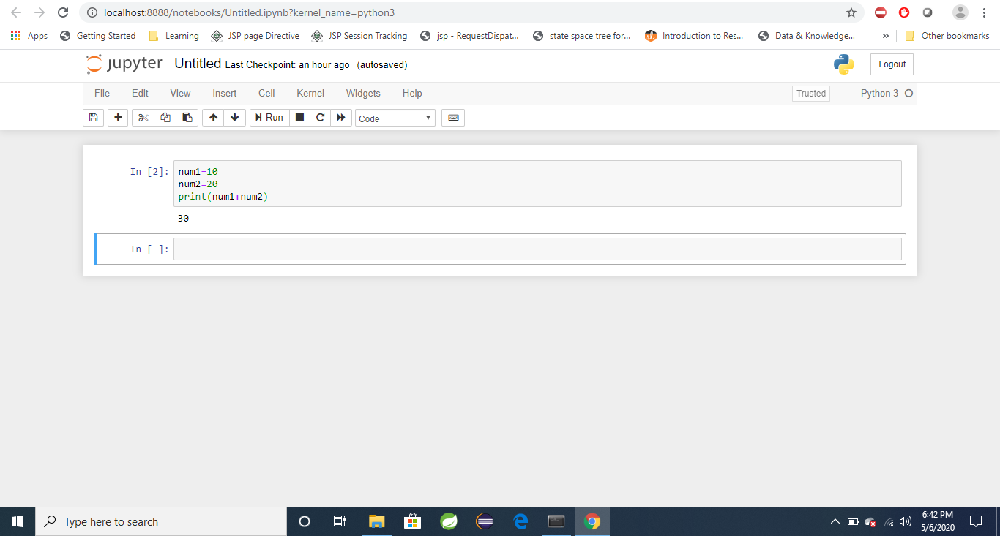 localhost:8888/notebooks/Untitled.ipynb?kernel_name=python3
Apps Getting Started Learning JSP page Directive JSP Session Tracking jsp - RequestDispat... state space tree for... Introduction to Res... Data & Knowledge... » Other bookmarks
jupyter Untitled Last Checkpoint: an hour ago (autosaved) Logout
File Edit View Insert Cell Kernel Widgets Help Trusted Python 3
Run Code
In [2]: num1=10
num2=20
print(num1+num2)
30
In [ ]:
Type here to search
6:42 PM
5/6/2020